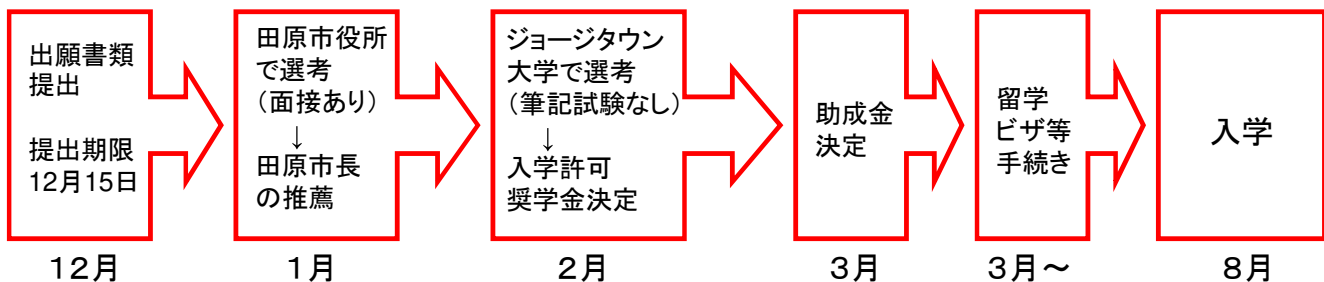 出願書類
提出
提出期限
12月15日
田原市役所
で選考
（面接あり）
↓
田原市長
の推薦
ジョージタウン
大学で選考
（筆記試験なし）
↓
入学許可
奨学金決定
助成金
決定
留学
ビザ等
手続き
入学
１２月
１月
２月
３月
３月～
８月